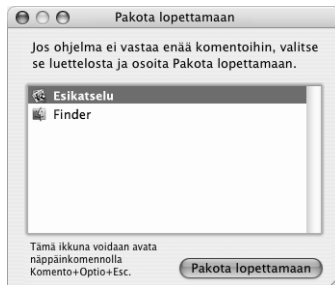 Pakota lopettamaan
Jos ohjelma ei vastaa enää komentoihin, valitse
se luettelosta ja osoita Pakota lopettamaan.
Esikatselu
Finder
Tämä ikkuna voidaan avata
näppäinkomennolla
Komento+Optio+Esc.
Pakota lopettamaan